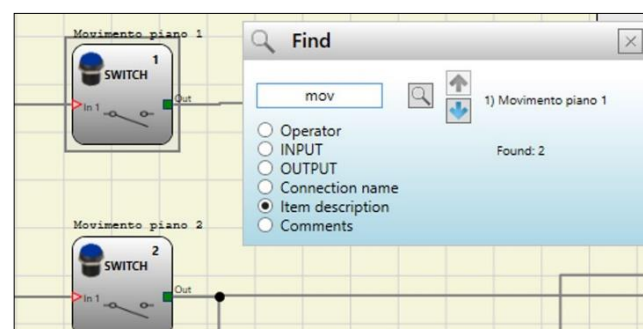 Movimento piano 1
1
SWITCH
In 1
Out
Find
mov
1) Movimento piano 1
Found: 2
Operator
INPUT
OUTPUT
Connection name
Item description
Comments
Movimento piano 2
2
SWITCH
In 1
Out